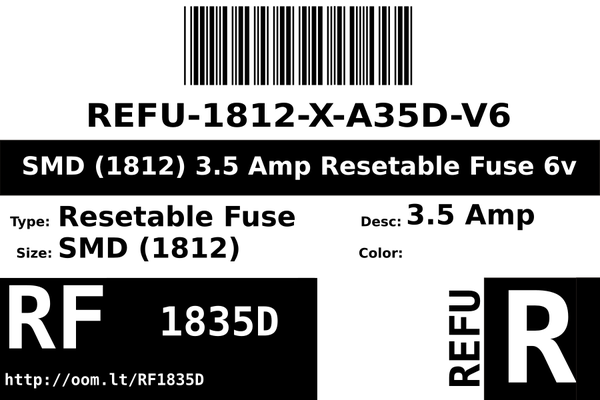 REFU-1812-X-A35D-V6
SMD (1812) 3.5 Amp Resetable Fuse 6v
Type: Resetable Fuse
Desc: 3.5 Amp
Size: SMD (1812)
Color:
RF 1835D
http://oom.lt/RF1835D
REFU
R